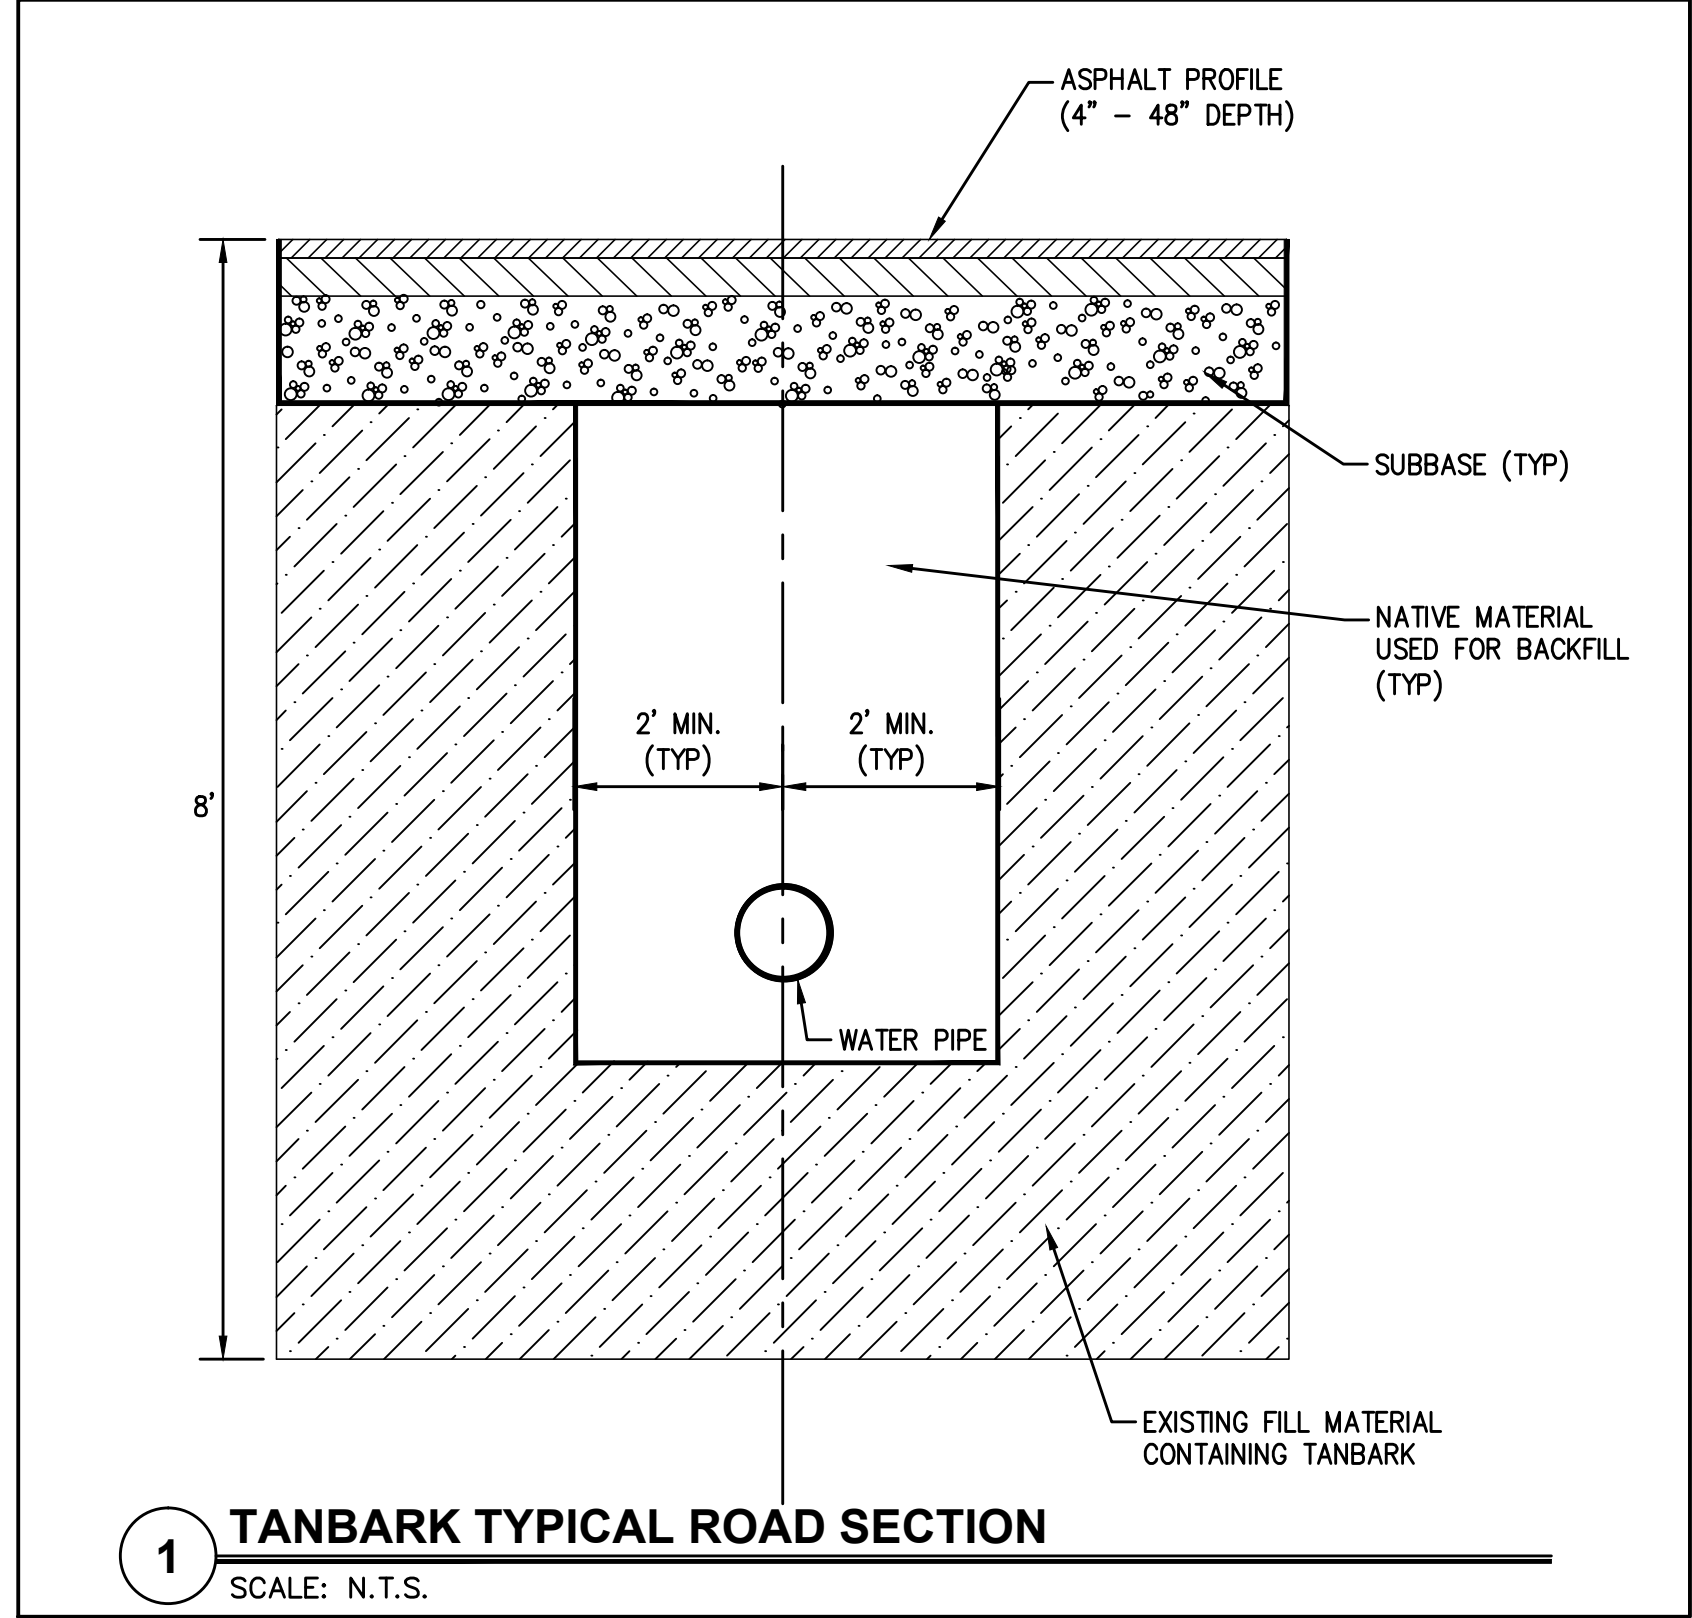 ASPHALT PROFILE
(4" - 48" DEPTH)
SUBBASE (TYP)
NATIVE MATERIAL
USED FOR BACKFILL
(TYP)
2' MIN.
(TYP)
2' MIN.
(TYP)
8'
WATER PIPE
EXISTING FILL MATERIAL
CONTAINING TANBARK
1
TANBARK TYPICAL ROAD SECTION
SCALE: N.T.S.